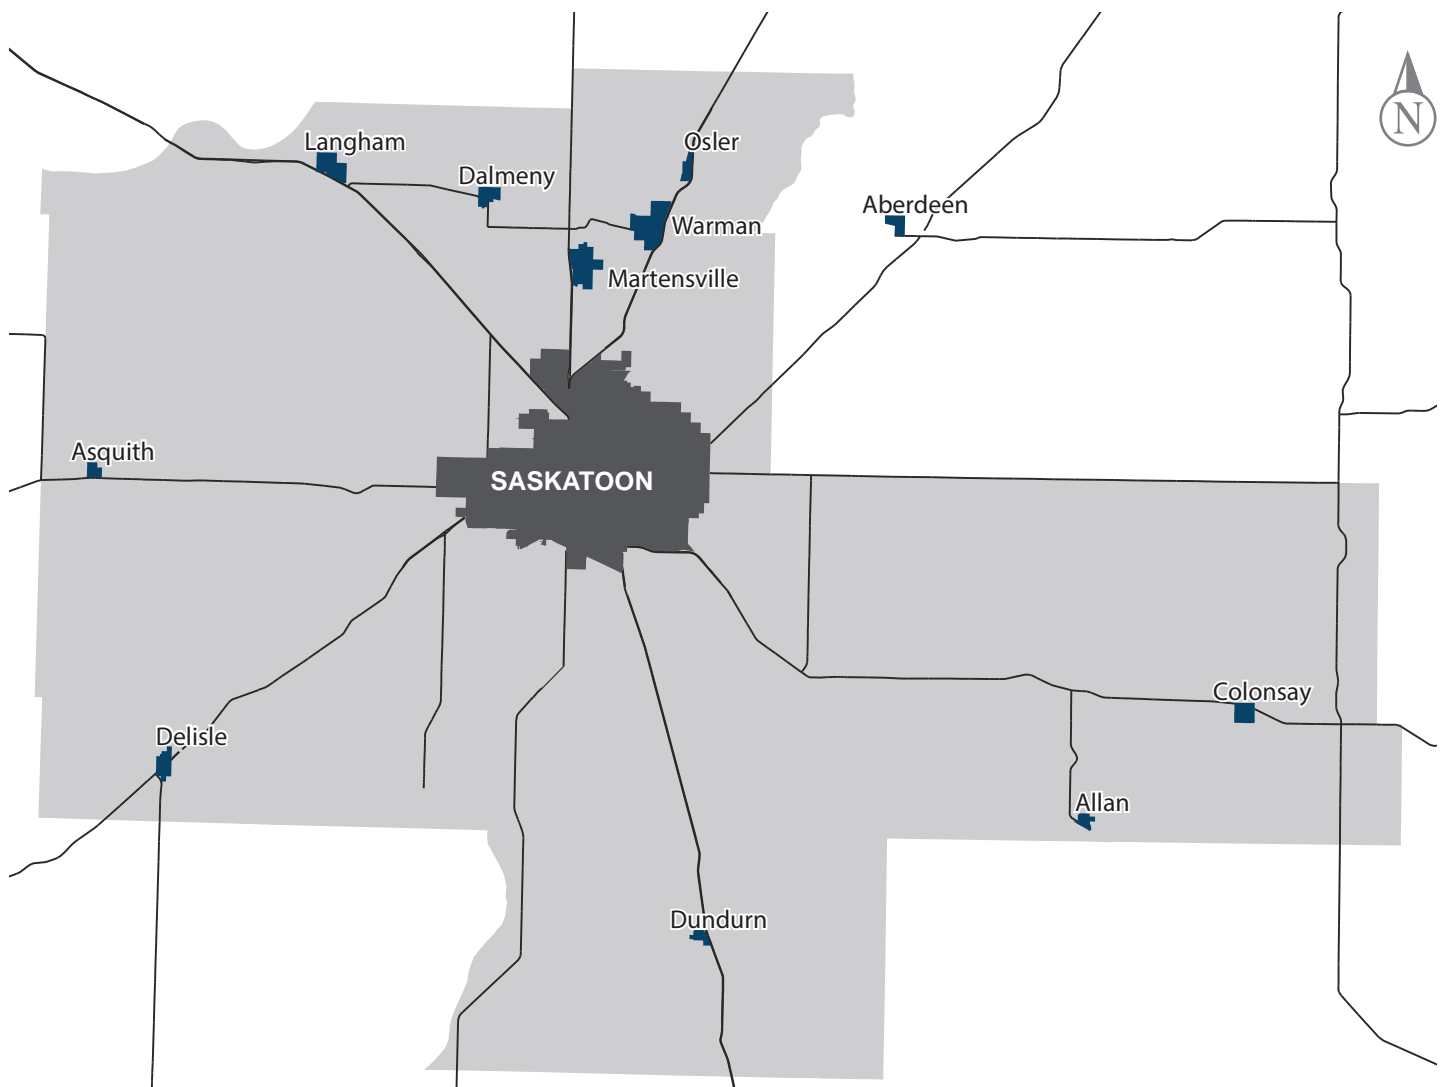 Langham
Osler
Dalmeny
N
Aberdeen
Warman
Martensville
Asquith
SASKATOON
Colonsay
Delisle
Allan
Dundurn